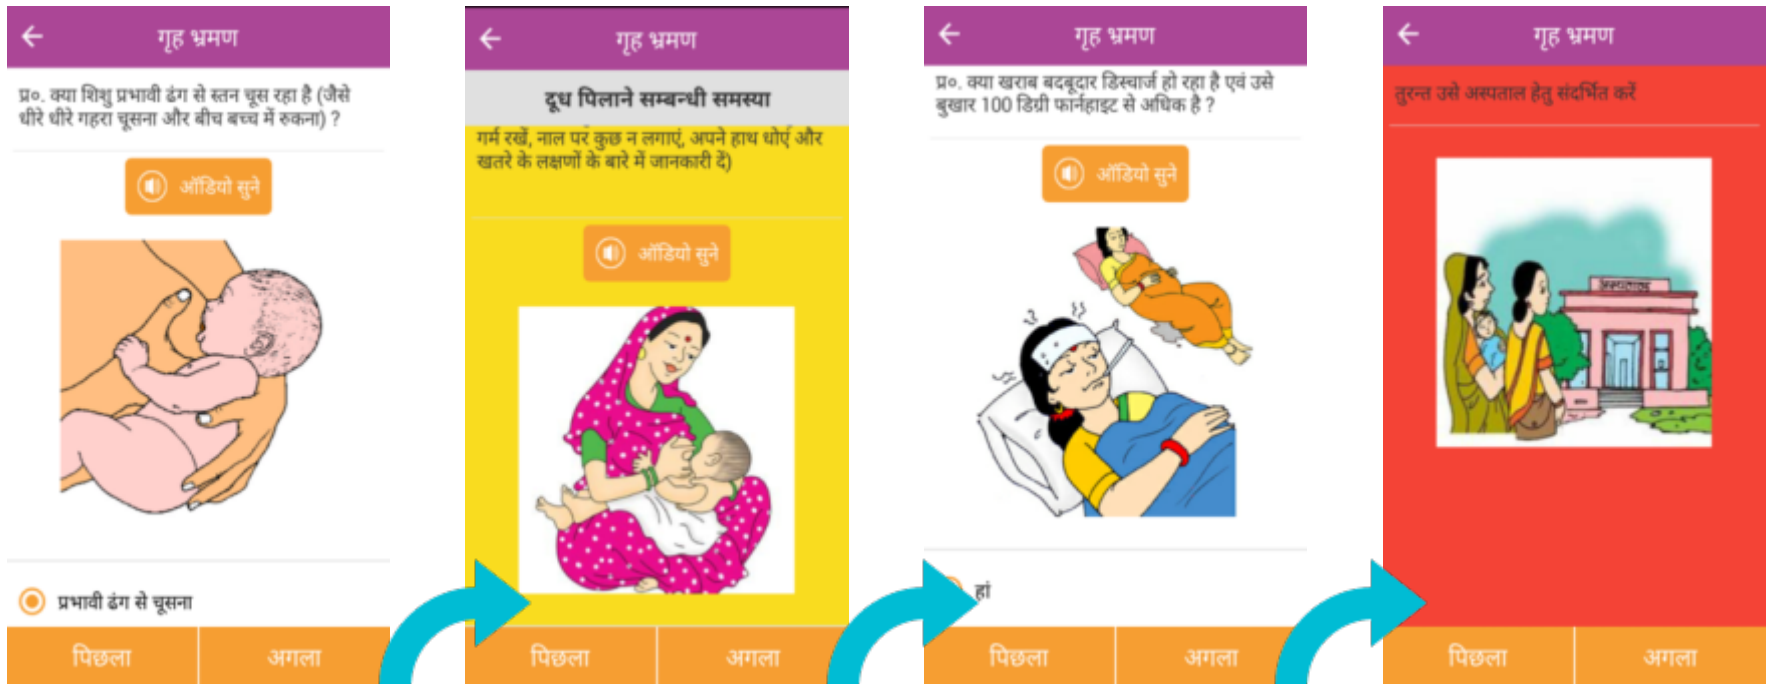 गृह भ्रमण
प्र०. क्या शिशु प्रभावी ढंग से स्तन चूस रहा है (जैसे
धीरे धीरे गहरा चूसना और बीच बच्च में रुकना) ?
ऑडियो सुने
प्रभावी ढंग से चूसना
पिछला
अगला
गृह भ्रमण
दूध पिलाने सम्बन्धी समस्या
गर्म रखें, नाल पर कुछ न लगाएं, अपने हाथ धोएं और
खतरे के लक्षणों के बारे में जानकारी दें)
ऑडियो सुने
पिछला
अगला
गृह भ्रमण
प्र०. क्या खराब बदबूदार डिस्चार्ज हो रहा है एवं उसे
बुखार 100 डिग्री फार्नहाइट से अधिक है ?
ऑडियो सुने
हां
पिछला
अगला
गृह भ्रमण
तुरन्त उसे अस्पताल हेतु संदर्भित करें
अस्पताल
पिछला
अगला